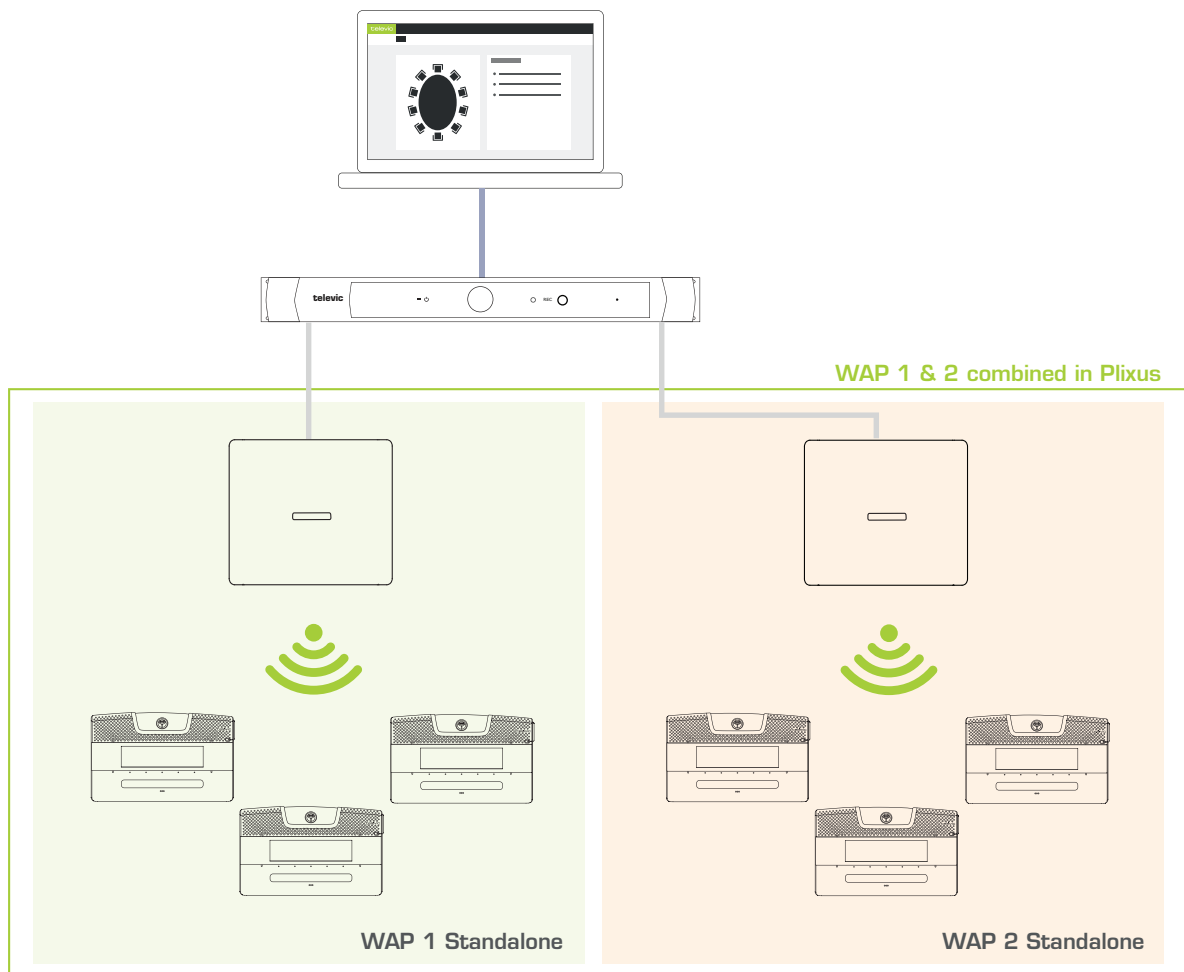 televic
televic
REC
WAP 1 & 2 combined in Plixus
WAP 1 Standalone
WAP 2 Standalone